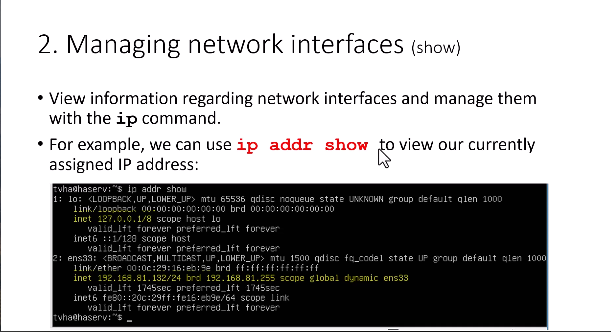 2. Managing network interfaces (show)
• View information regarding network interfaces and manage them
with the ip command.
• For example, we can use ip addr show to view our currently
assigned IP address:
tvha@haserv:~$ ip addr show
1: lo: <LOOPBACK,UP,LOWER_UP> mtu 65536 qdisc noqueue state UNKNOWN group default qlen 1000
link/loopback 00:00:00:00:00:00 brd 00:00:00:00:00:00
inet 127.0.0.1/8 scope host lo
valid_lft forever preferred_lft forever
inet6 ::1/128 scope host
valid_lft forever preferred_lft forever
2: ens33: <BROADCAST,MULTICAST,UP,LOWER_UP> mtu 1500 qdisc fq_codel state UP group default qlen 1000
link/ether 00:0c:29:16:eb:9e brd ff:ff:ff:ff:ff:ff
inet 192.168.81.132/24 brd 192.168.81.255 scope global dynamic ens33
valid_lft 1745sec preferred_lft 1745sec
inet6 fe80::20c:29ff:fe16:eb9e/64 scope link
valid_lft forever preferred_lft forever
tvha@haserv:~$ _